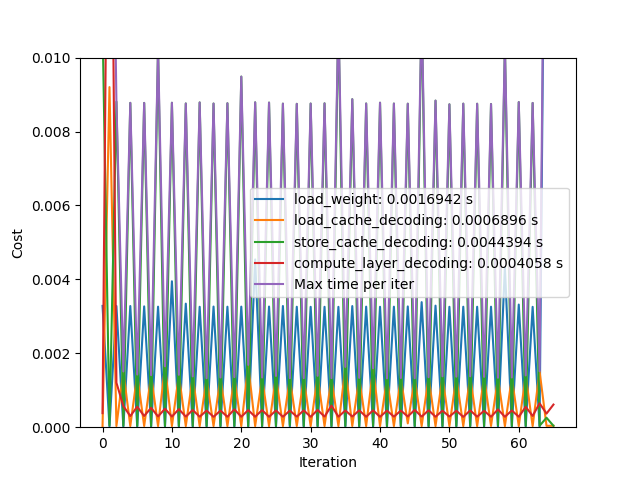 0.010
0.008
0.006
0.004
0.002
0.000
Cost
load_weight: 0.0016942 s
load_cache_decoding: 0.0006896 s
store_cache_decoding: 0.0044394 s
compute_layer_decoding: 0.0004058 s
Max time per iter
0 10 20 30 40 50 60
Iteration